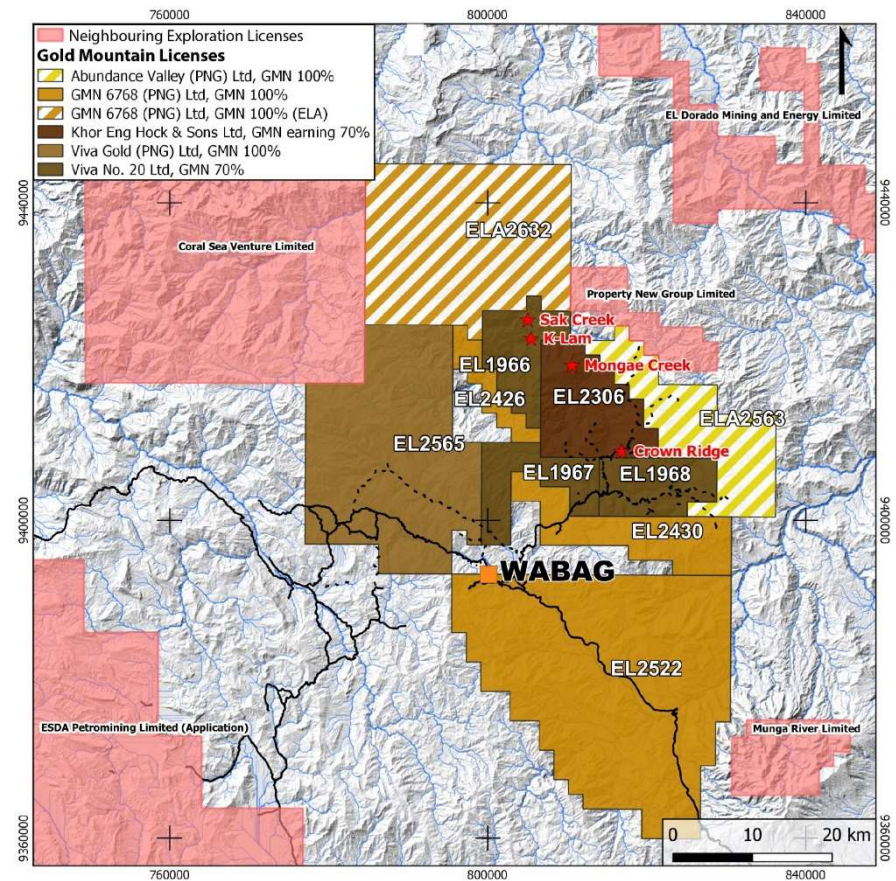 760000
800000
840000
Neighbouring Exploration Licenses
Gold Mountain Licenses
Abundance Valley (PNG) Ltd, GMN 100%
GMN 6768 (PNG) Ltd, GMN 100%
GMN 6768 (PNG) Ltd, GMN 100% (ELA)
Khor Eng Hock & Sons Ltd, GMN earning 70%
Viva Gold (PNG) Ltd, GMN 100%
Viva No. 20 Ltd, GMN 70%
EL Dorado Mining and Energy Limited
9440000
9440000
ELA2632
Coral Sea Venture Limited
Property New Group Limited
Sak Creek
K-Lam
EL1966
Mongae Creek
EL2426
EL2306
ELA2563
EL2565
Crown Ridge
EL1967
EL1968
9400000
9400000
EL2430
WABAG
EL2522
ESDA Petromining Limited (Application)
Munga River Limited
9360000
9360000
0 10 20 km
760000
800000
840000